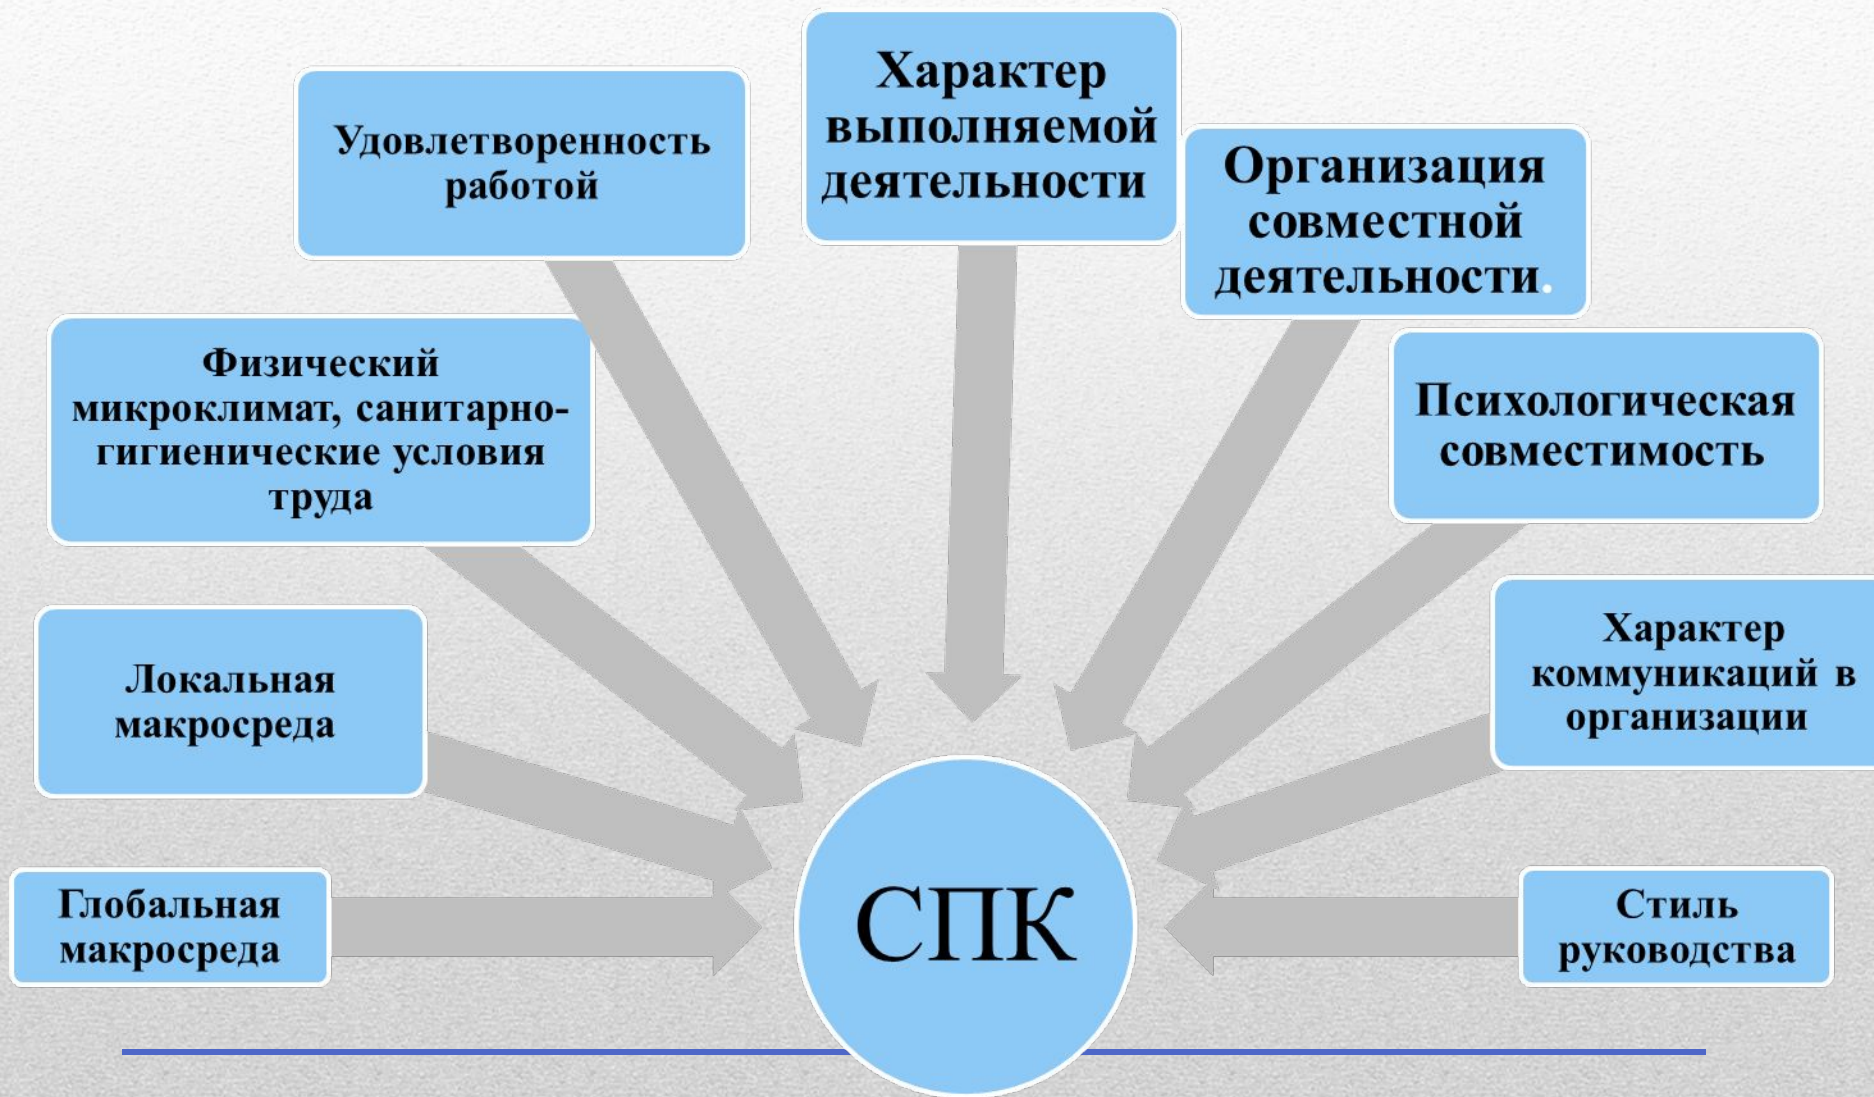 Характер
выполняемой
деятельности
Удовлетворенность
работой
Организация
совместной
деятельности.
Физический
микроклимат, санитарно-
гигиенические условия
труда
Психологическая
совместимость
Локальная
макросреда
Характер
коммуникаций в
организации
Глобальная
макросреда
СПК
Стиль
руководства